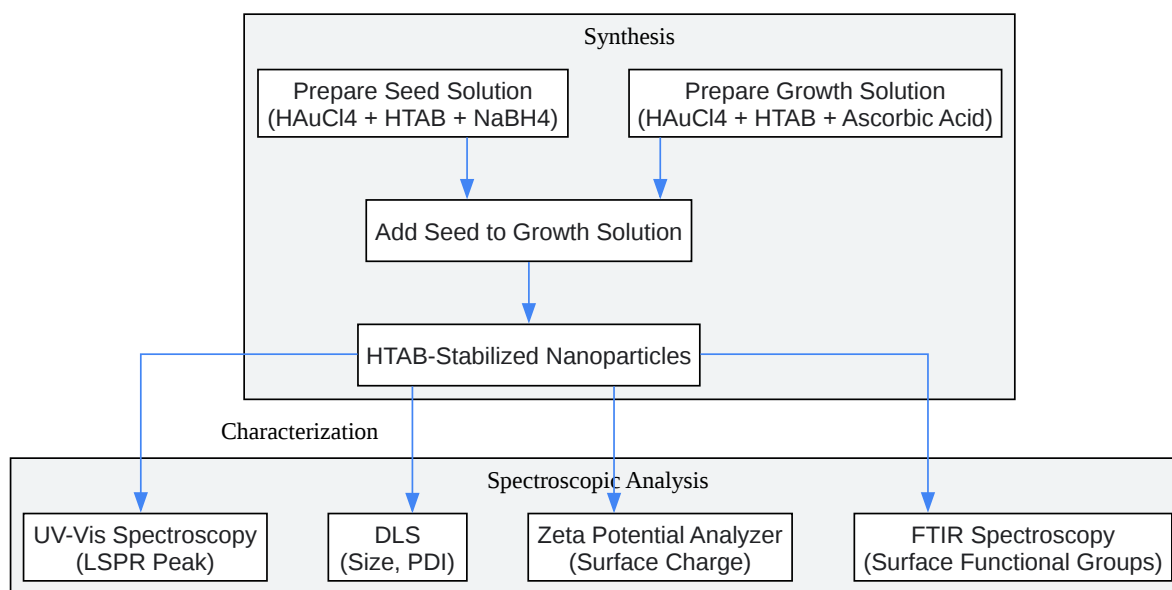 Synthesis
Prepare Seed Solution
(HAuCl4 + HTAB + NaBH4)
Prepare Growth Solution
(HAuCl4 + HTAB + Ascorbic Acid)
Add Seed to Growth Solution
HTAB-Stabilized Nanoparticles
Characterization
Spectroscopic Analysis
UV-Vis Spectroscopy
(LSPR Peak)
DLS
(Size, PDI)
Zeta Potential Analyzer
(Surface Charge)
FTIR Spectroscopy
(Surface Functional Groups)